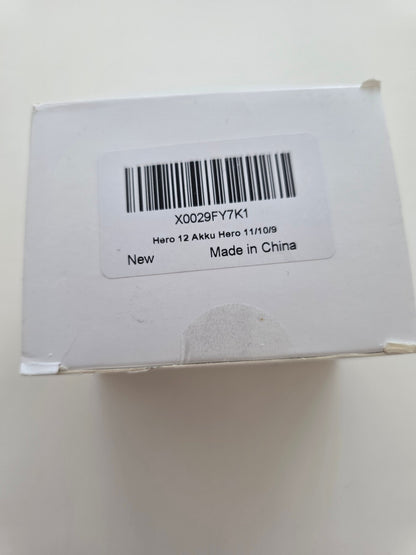 X0029FY7K1
Hero 12 Akku Hero 11/10/9
New
Made in China